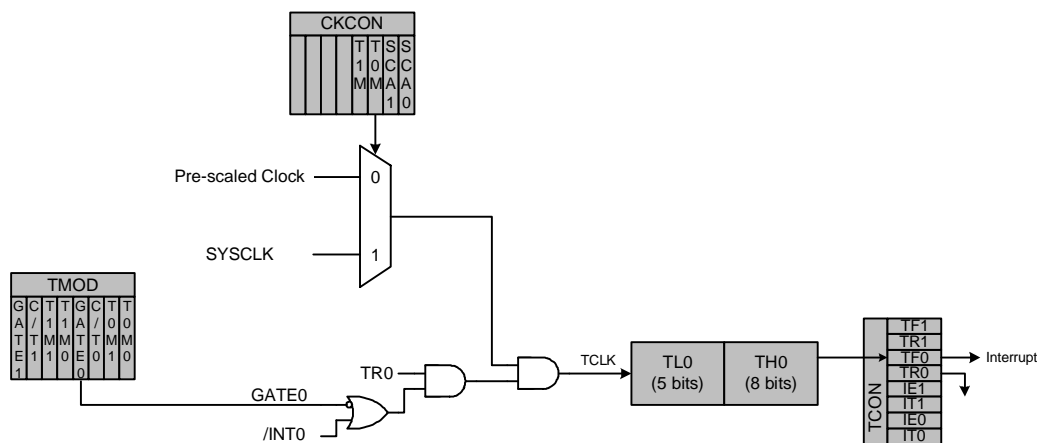 CKCON
T1M
T0M
SCA1
SCA0
Pre-scaled Clock
0
SYSCLK
1
TMOD
GATE1
C/T1
T1M1
T1M0
GATE0
C/T0
T0M1
T0M0
GATE0
/INT0
TR0
TCLK
TL0
(5 bits)
TH0
(8 bits)
TCON
TF1
TR1
TF0
TR0
IE1
IT1
IE0
IT0
Interrupt